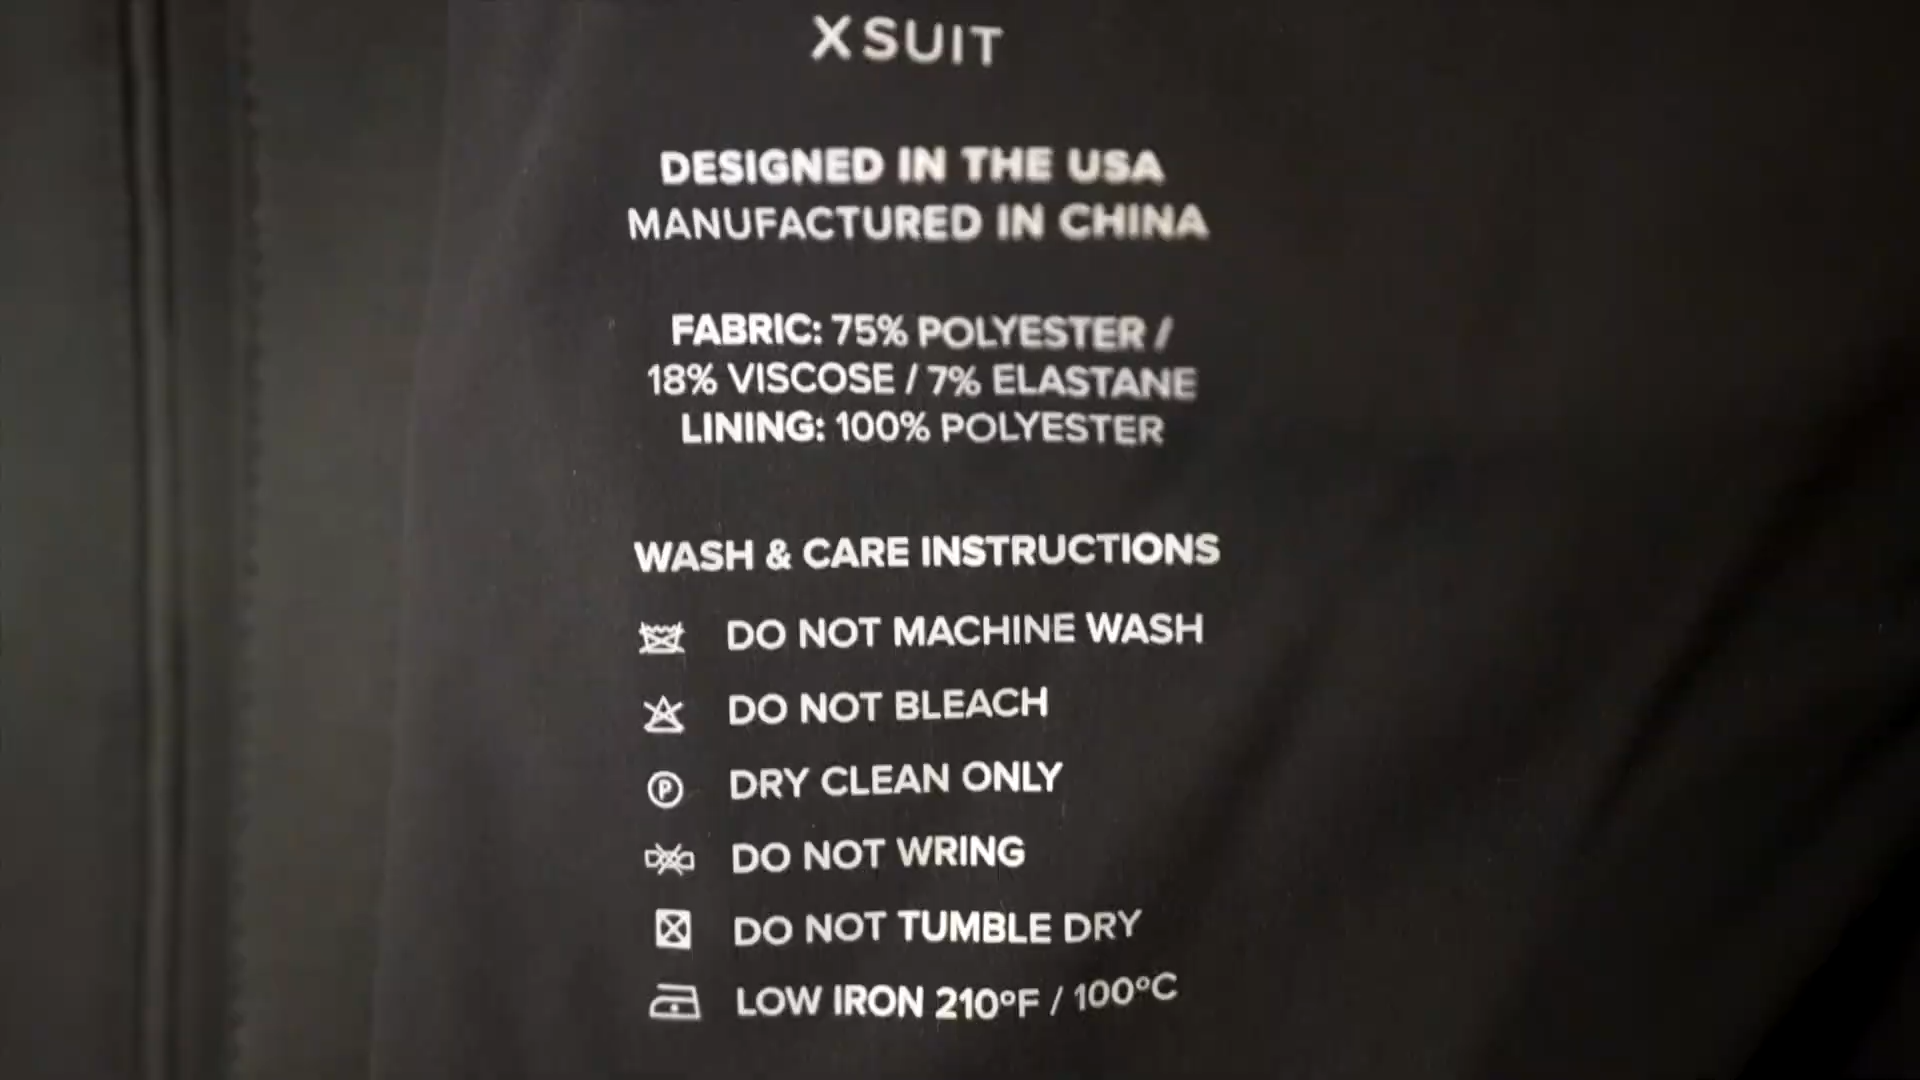 XSUIT
DESIGNED IN THE USA
MANUFACTURED IN CHINA
FABRIC: 75% POLYESTER /
18% VISCOSE / 7% ELASTANE
LINING: 100% POLYESTER
WASH & CARE INSTRUCTIONS
DO NOT MACHINE WASH
DO NOT BLEACH
P DRY CLEAN ONLY
DO NOT WRING
DO NOT TUMBLE DRY
LOW IRON 210ºF / 100ºC